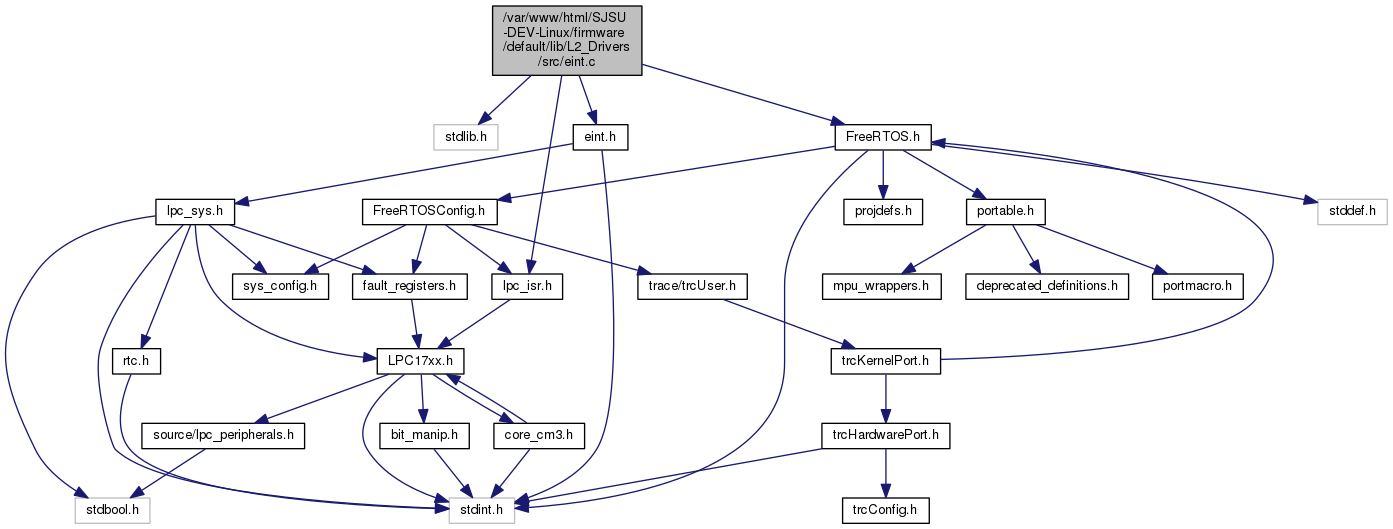 /var/www/html/SJSU
-DEV-Linux/firmware
/default/lib/L2_Drivers
/src/eint.c
stdlib.h
eint.h
FreeRTOS.h
lpc_sys.h
FreeRTOSConfig.h
projdefs.h
portable.h
stddef.h
sys_config.h
fault_registers.h
lpc_isr.h
trace/trcUser.h
mpu_wrappers.h
deprecated_definitions.h
portmacro.h
rtc.h
LPC17xx.h
trcKernelPort.h
source/lpc_peripherals.h
bit_manip.h
core_cm3.h
trcHardwarePort.h
stdbool.h
stdint.h
trcConfig.h